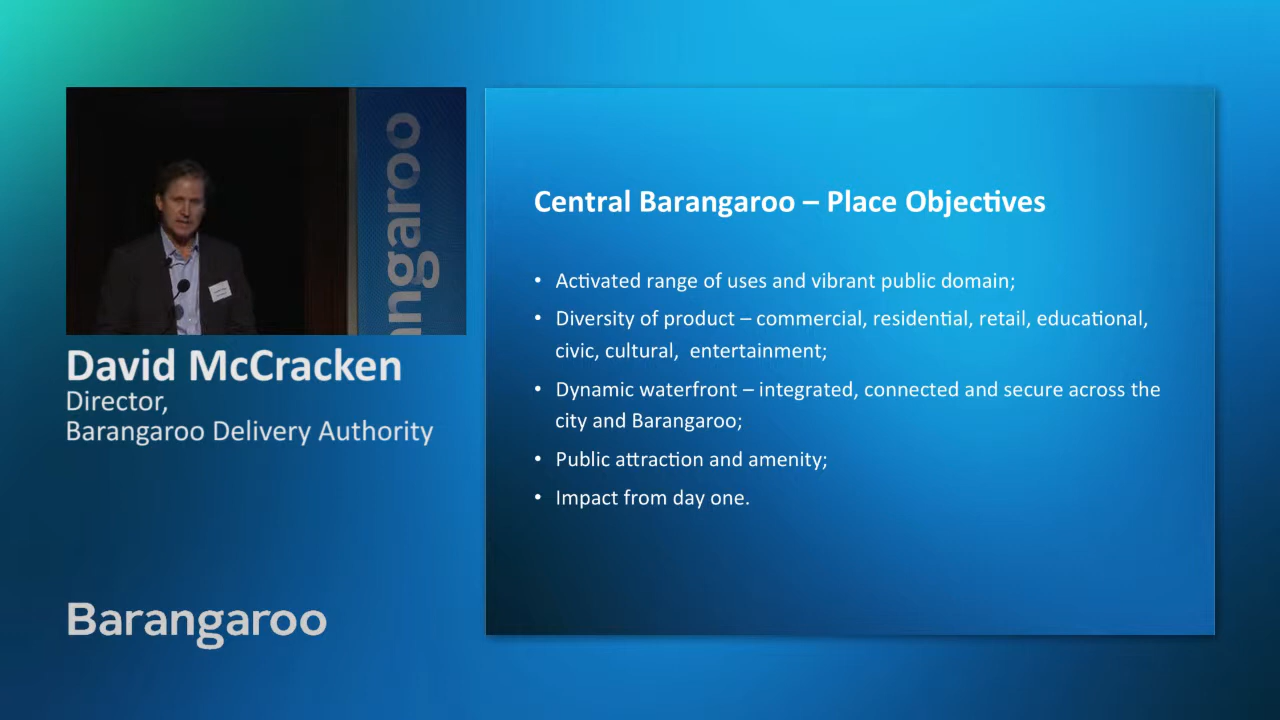 angaroo
David McCracken
Director,
Barangaroo Delivery Authority
Barangaroo
Central Barangaroo – Place Objectives
• Activated range of uses and vibrant public domain;
• Diversity of product – commercial, residential, retail, educational,
civic, cultural,  entertainment;
• Dynamic waterfront – integrated, connected and secure across the
city and Barangaroo;
• Public attraction and amenity;
• Impact from day one.